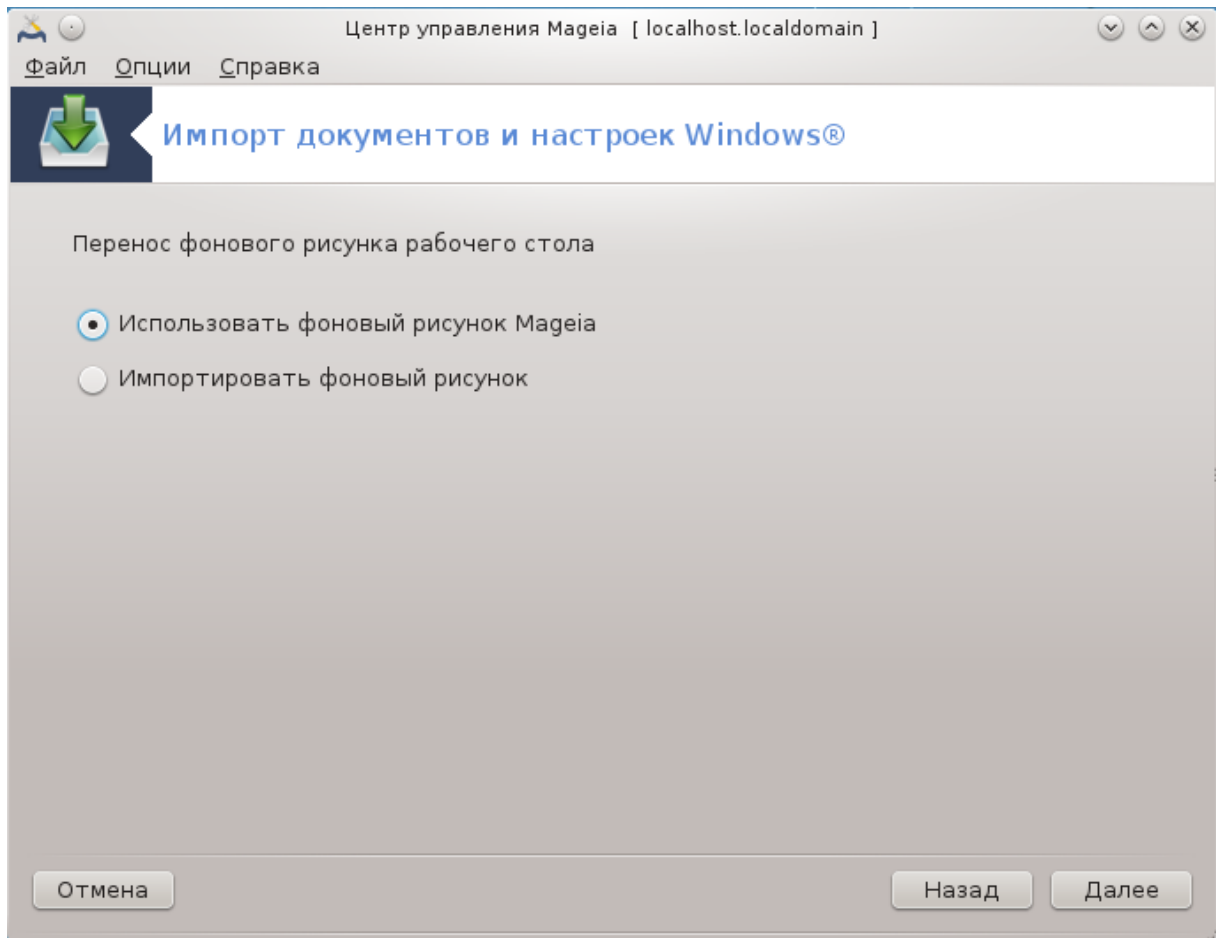 Центр управления Mageia [ localhost.localdomain ]
Файл Опции Справка
Импорт документов и настроек Windows®
Перенос фонового рисунка рабочего стола
Использовать фоновый рисунок Mageia
Импортировать фоновый рисунок
Отмена Назад Далее